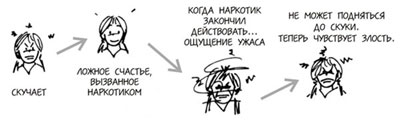 СКУЧАЕТ
ЛОЖНОЕ СЧАСТЬЕ,
ВЫЗВАННОЕ
НАРКОТИКОМ
КОГДА НАРКОТИК
ЗАКОНЧИЛ
ДЕЙСТВОВАТЬ...
ОЩУЩЕНИЕ УЖАСА
НЕ МОЖЕТ ПОДНЯТЬСЯ
ДО СКУКИ.
ТЕПЕРЬ ЧУВСТВУЕТ ЗЛОСТЬ.